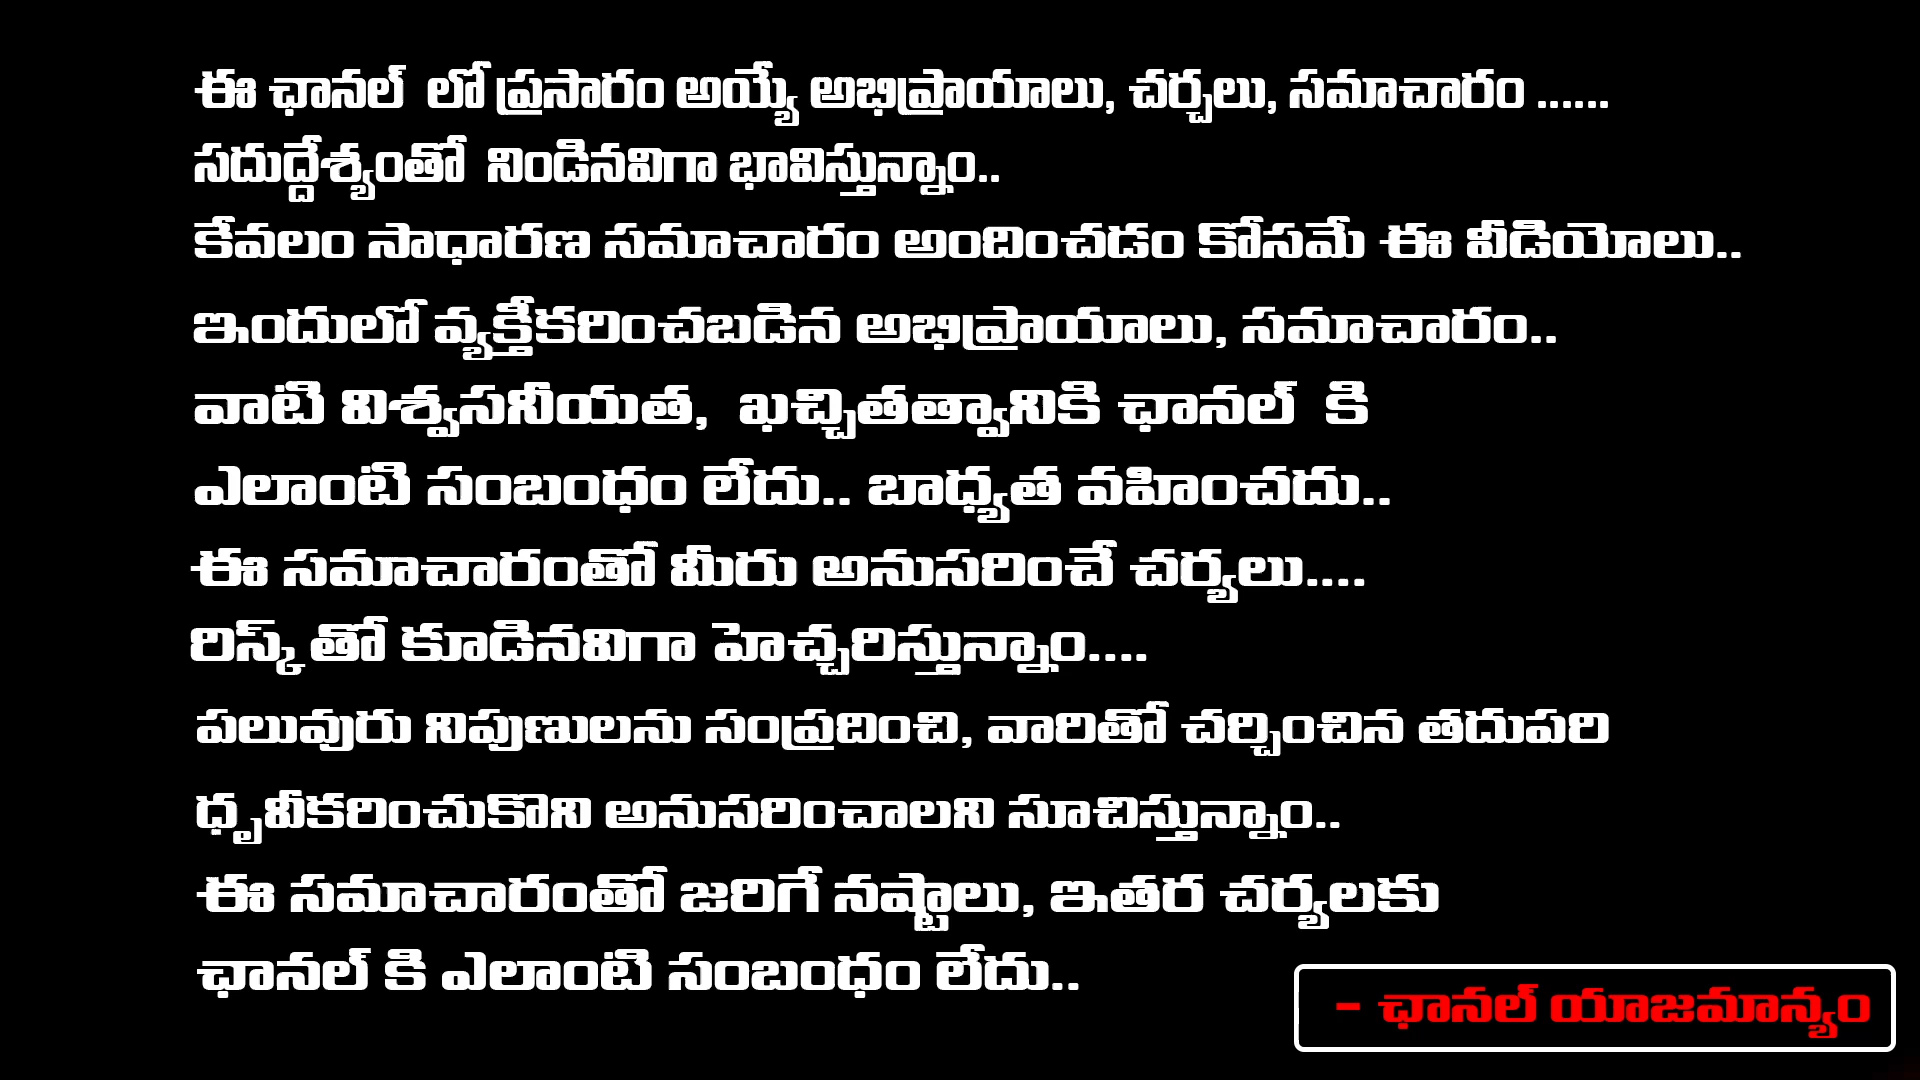 ఈ ఛానల్ లో ప్రసారం అయ్యే అభిప్రాయాలు, చర్చలు, సమాచారం ......
సదుద్దేశ్యంతో నిండినవిగా భావిస్తున్నాం..
కేవలం సాధారణ సమాచారం అందించడం కోసమే ఈ వీడియోలు..
ఇందులో వ్యక్తీకరించబడిన అభిప్రాయాలు, సమాచారం..
వాటి విశ్వసనీయత, ఖచ్చితత్వానికి ఛానల్ కి
ఎలాంటి సంబంధం లేదు.. బాధ్యత వహించదు..
ఈ సమాచారంతో మీరు అనుసరించే చర్యలు....
రిస్క్ తో కూడినవిగా హెచ్చరిస్తున్నాం....
పలువురు నిపుణులను సంప్రదించి, వారితో చర్చించిన తదుపరి
ధృవీకరించుకొని అనుసరించాలని సూచిస్తున్నాం..
ఈ సమాచారంతో జరిగే నష్టాలు, ఇతర చర్యలకు
ఛానల్ కి ఎలాంటి సంబంధం లేదు..
- ఛానల్ యాజమాన్యం